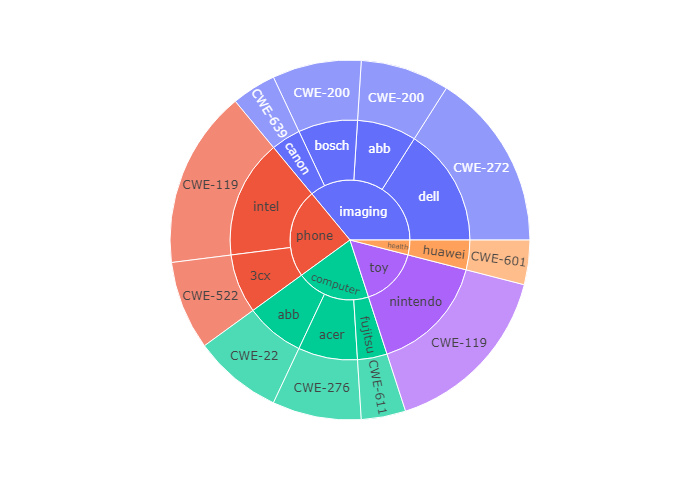 CWE-200
CWE-200
CWE-639
CWE-272
CWE-119
CWE-522
CWE-22
CWE-276
CWE-611
CWE-119
CWE-601
canon
bosch
abb
dell
intel
3cx
abb
acer
fujitsu
nintendo
huawei
imaging
phone
computer
toy
health